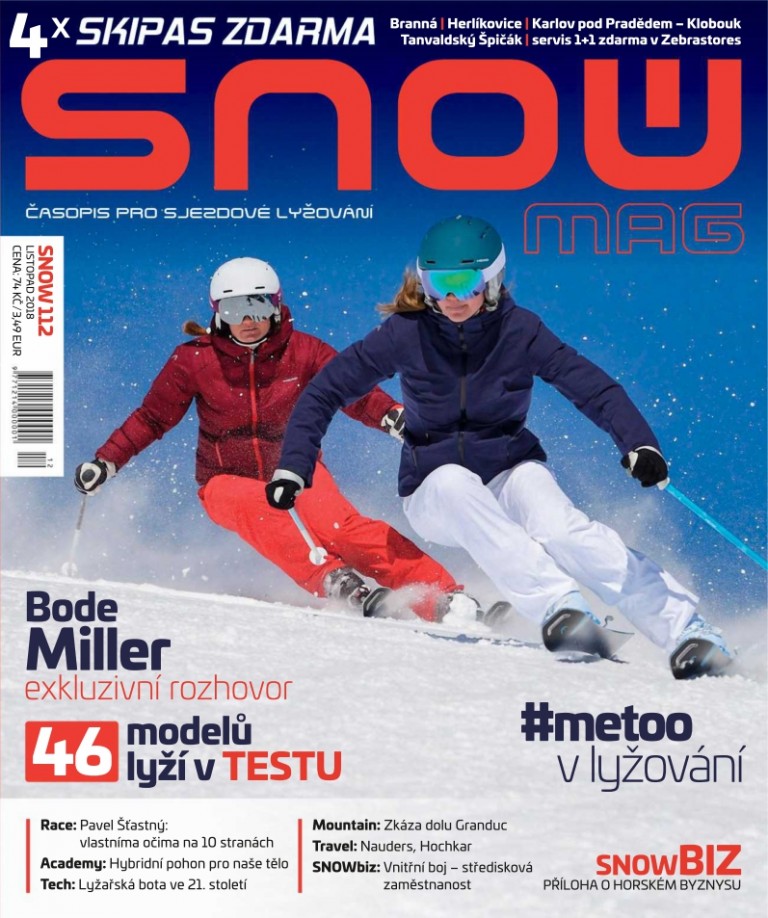 4x SKIPAS ZDARMA
Branná | Herlíkovice | Karlov pod Pradědem – Klobouk
Tanvaldský Špičák | servis 1+1 zdarma v Zebrastores
SNOW
ČASOPIS PRO SJEZDOVÉ LYŽOVÁNÍ
MAG
SNOW 112
LISTOPAD 2018
CENA: 74 KČ / 3,49 EUR
12
Bode
Miller
exkluzivní rozhovor
46 modelů
lyží v TESTU
#metoo
v lyžování
Race: Pavel Šťastný:
vlastníma očima na 10 stranách
Academy: Hybridní pohon pro naše tělo
Tech: Lyžařská bota ve 21. století
Mountain: Zkáza dolu Granduc
Travel: Nauders, Hochkar
SNOWbiz: Vnitřní boj – středisková
zaměstnanost
SNOWBIZ
PŘÍLOHA O HORSKÉM BYZNYSU